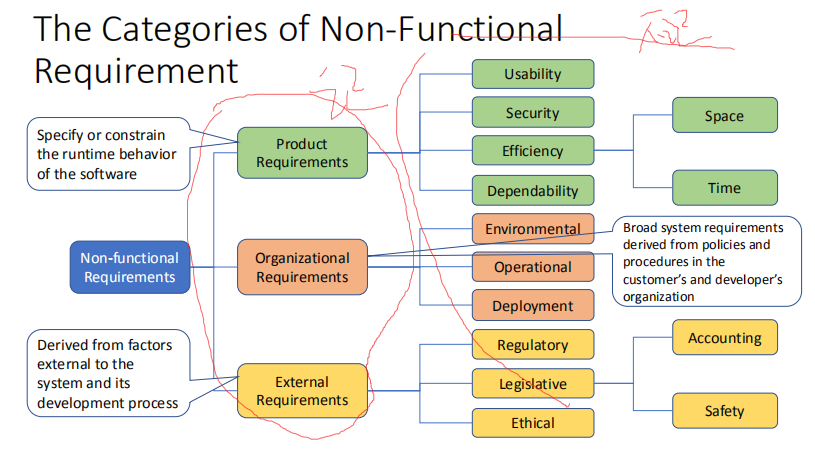 The Categories of Non-Functional
Requirement
不记
记
Specify or constrain
the runtime behavior
of the software
Product
Requirements
Usability
Security
Efficiency
Dependability
Space
Time
Non-functional
Requirements
Organizational
Requirements
Environmental
Operational
Deployment
Broad system requirements
derived from policies and
procedures in the
customer's and developer's
organization
Derived from factors
external to the
system and its
development process
External
Requirements
Regulatory
Legislative
Ethical
Accounting
Safety